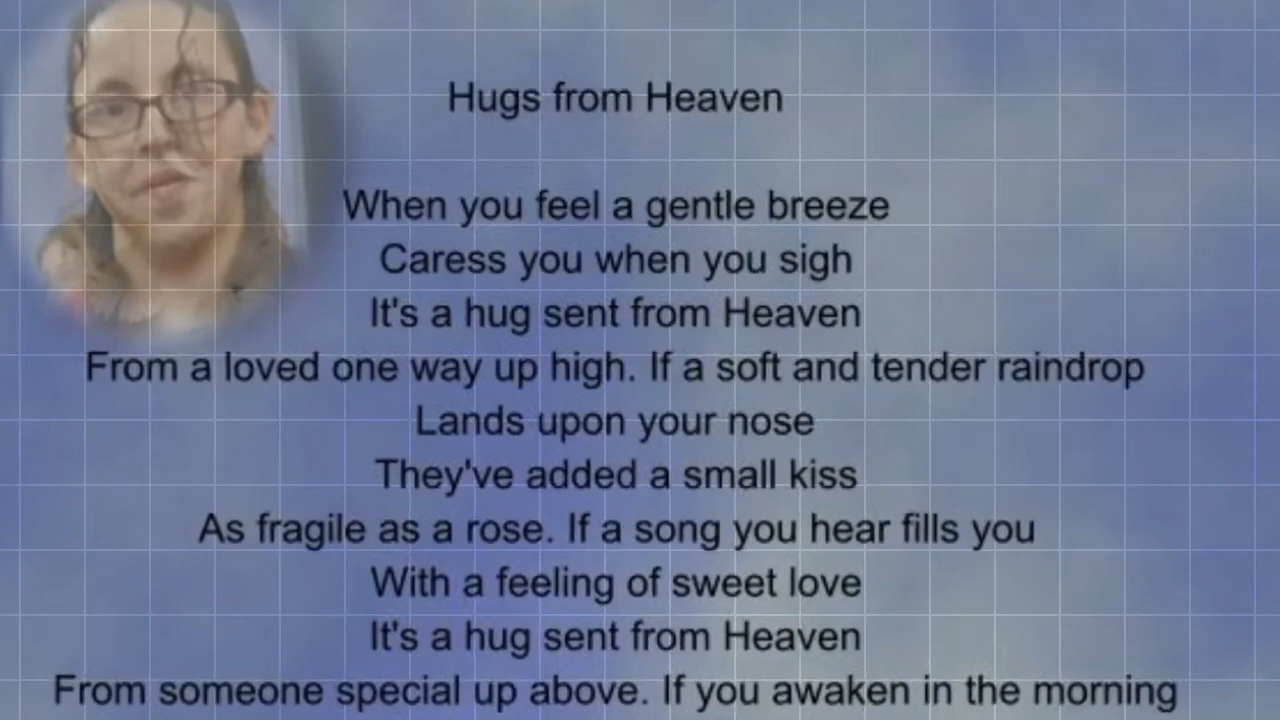 Hugs from Heaven
When you feel a gentle breeze
Caress you when you sigh
It's a hug sent from Heaven
From a loved one way up high. If a soft and tender raindrop
Lands upon your nose
They've added a small kiss
As fragile as a rose. If a song you hear fills you
With a feeling of sweet love
It's a hug sent from Heaven
From someone special up above. If you awaken in the morning